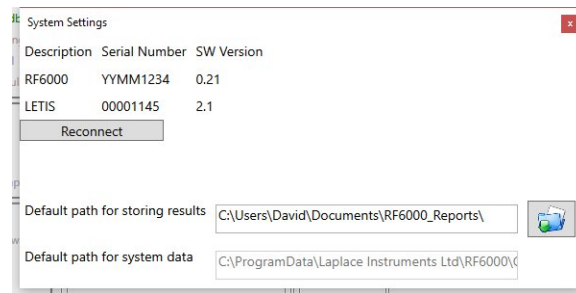 System Settings
x
Description Serial Number SW Version
RF6000 YYMM1234 0.21
LETIS 00001145 2.1
Reconnect
Default path for storing results C:\Users\David\Documents\RF6000_Reports\
Default path for system data C:\ProgramData\Laplace Instruments Ltd\RF6000\